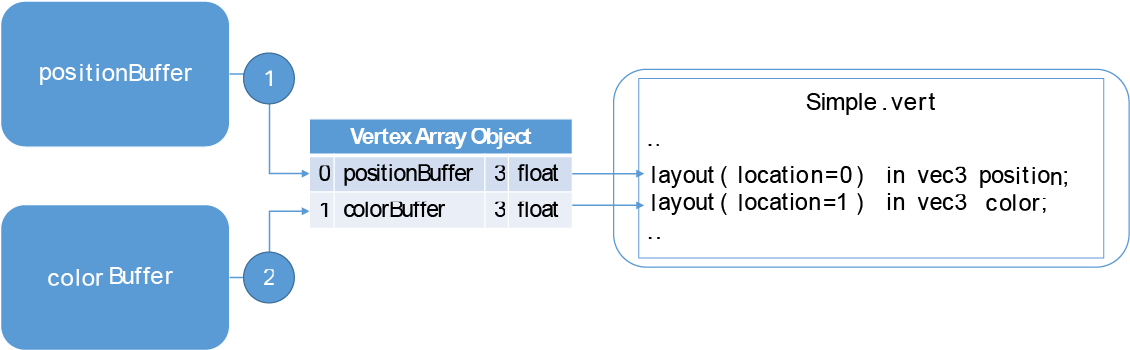 positionBuffer
1
Vertex Array Object
0 positionBuffer 3 float
1 colorBuffer 3 float
2
color Buffer
Simple.vert
..
layout( location=0) in vec3 position;
layout( location=1) in vec3 color;
..